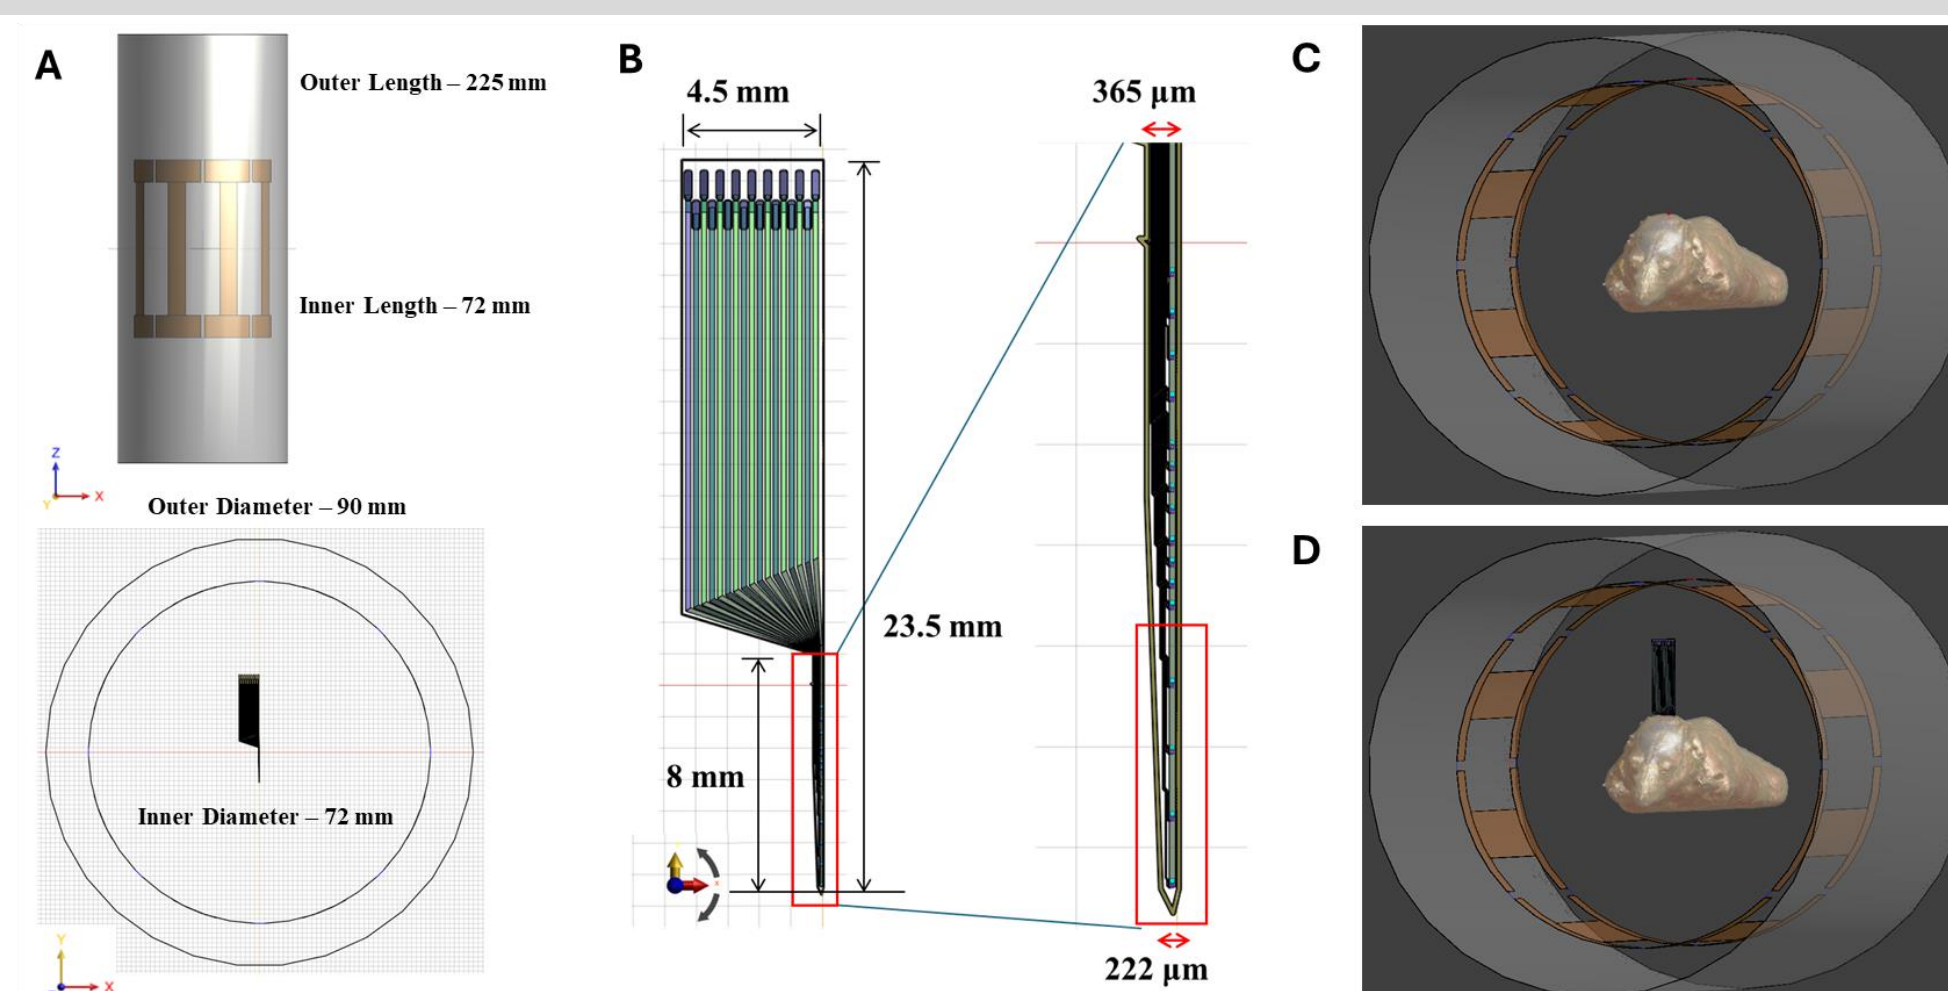 A
Outer Length – 225 mm
Inner Length – 72 mm
Z
Y
X
Outer Diameter – 90 mm
Inner Diameter – 72 mm
Y
X
B
4.5 mm
365 µm
23.5 mm
8 mm
222 µm
C
D